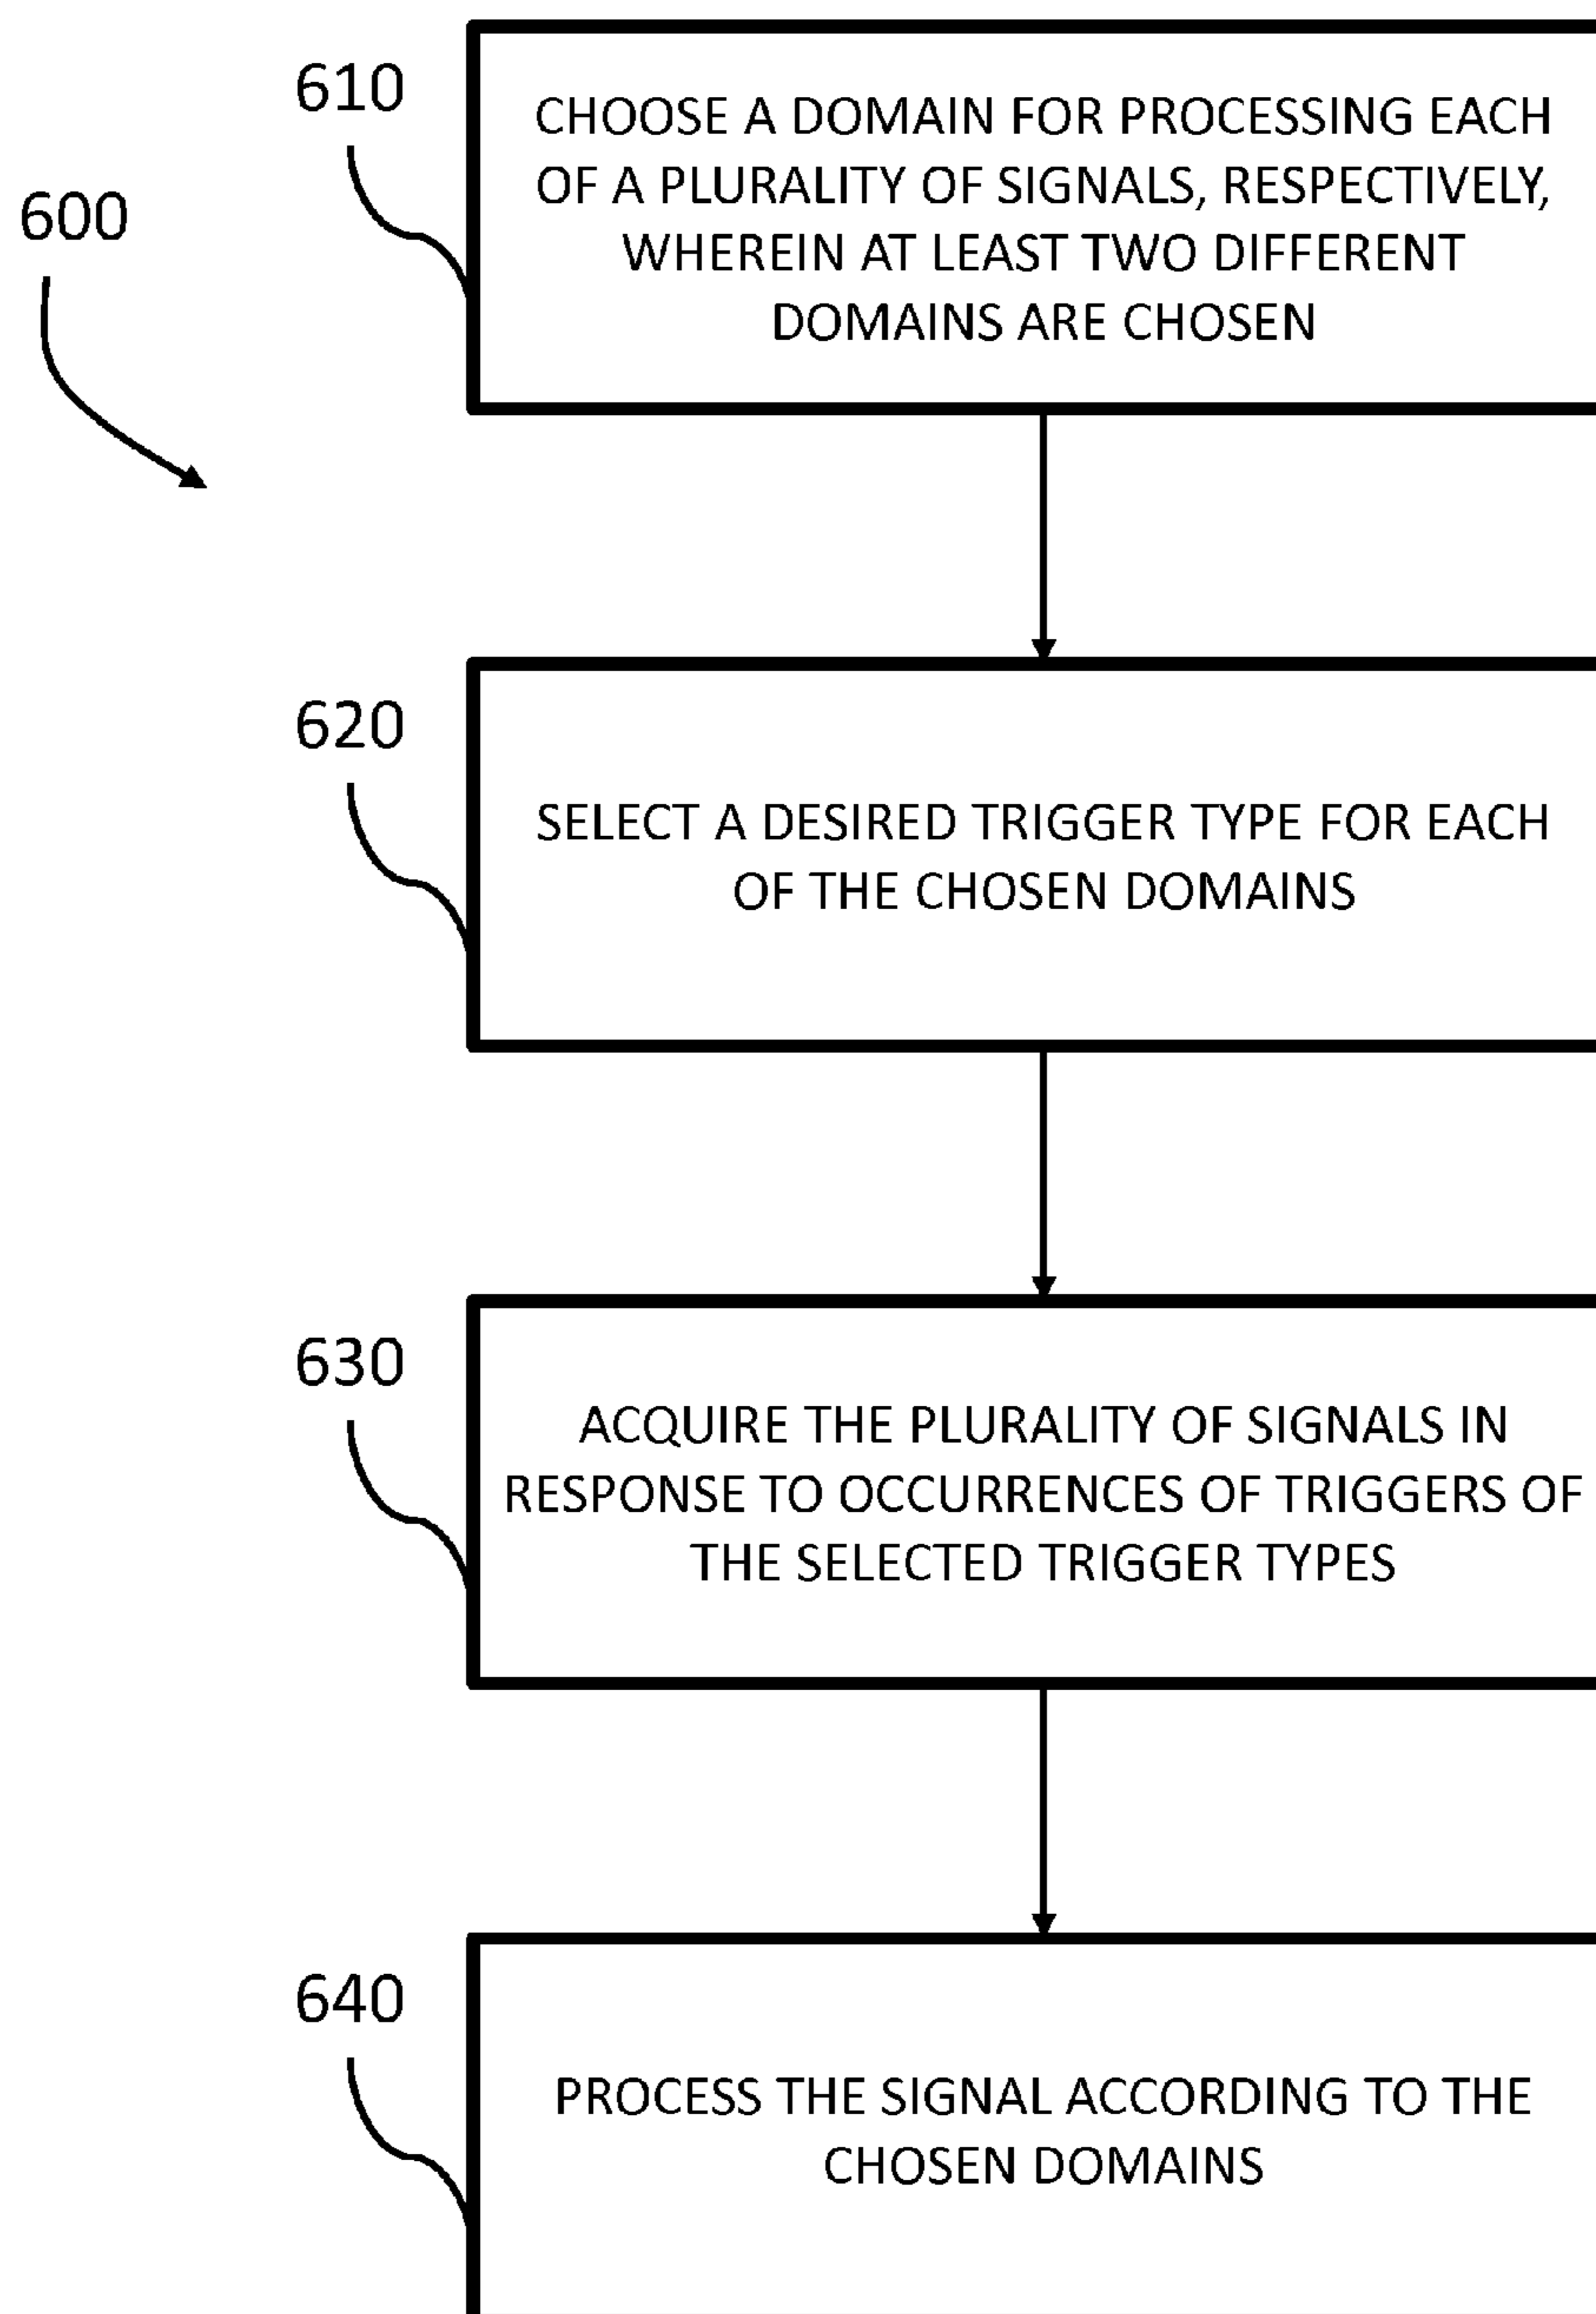 610
CHOOSE A DOMAIN FOR PROCESSING EACH
OF A PLURALITY OF SIGNALS, RESPECTIVELY,
WHEREIN AT LEAST TWO DIFFERENT
DOMAINS ARE CHOSEN
600
620
SELECT A DESIRED TRIGGER TYPE FOR EACH
OF THE CHOSEN DOMAINS
630
ACQUIRE THE PLURALITY OF SIGNALS IN
RESPONSE TO OCCURRENCES OF TRIGGERS OF
THE SELECTED TRIGGER TYPES
640
PROCESS THE SIGNAL ACCORDING TO THE
CHOSEN DOMAINS